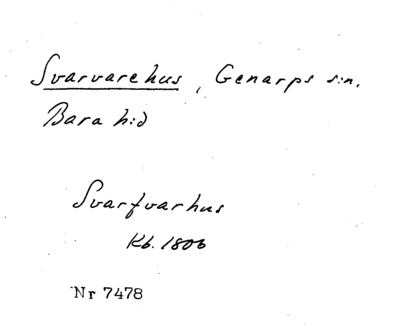 Svarvarehus, Genarps s:n.
Bara h:d
Svarfvarhus
Kb. 1806
Nr 7478